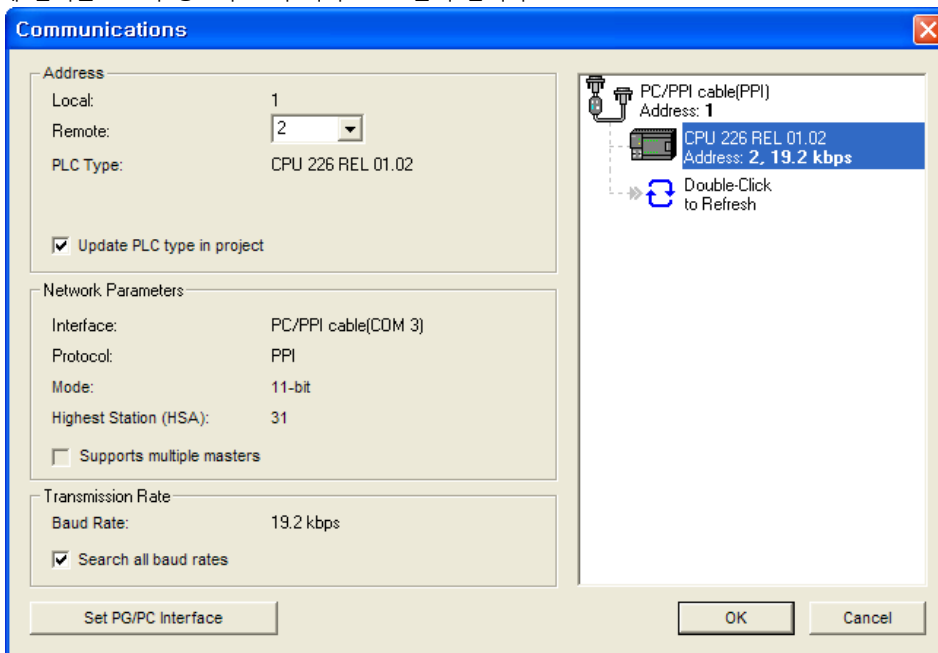 Communications
Address
Local: 1
Remote: 2
PLC Type: CPU 226 REL 01.02
Update PLC type in project
Network Parameters
Interface: PC/PPI cable(COM 3)
Protocol: PPI
Mode: 11-bit
Highest Station (HSA): 31
Supports multiple masters
Transmission Rate
Baud Rate: 19.2 kbps
Search all baud rates
Set PG/PC Interface
PC/PPI cable(PPI)
Address: 1
CPU 226 REL 01.02
Address: 2, 19.2 kbps
Double-Click
to Refresh
OK
Cancel